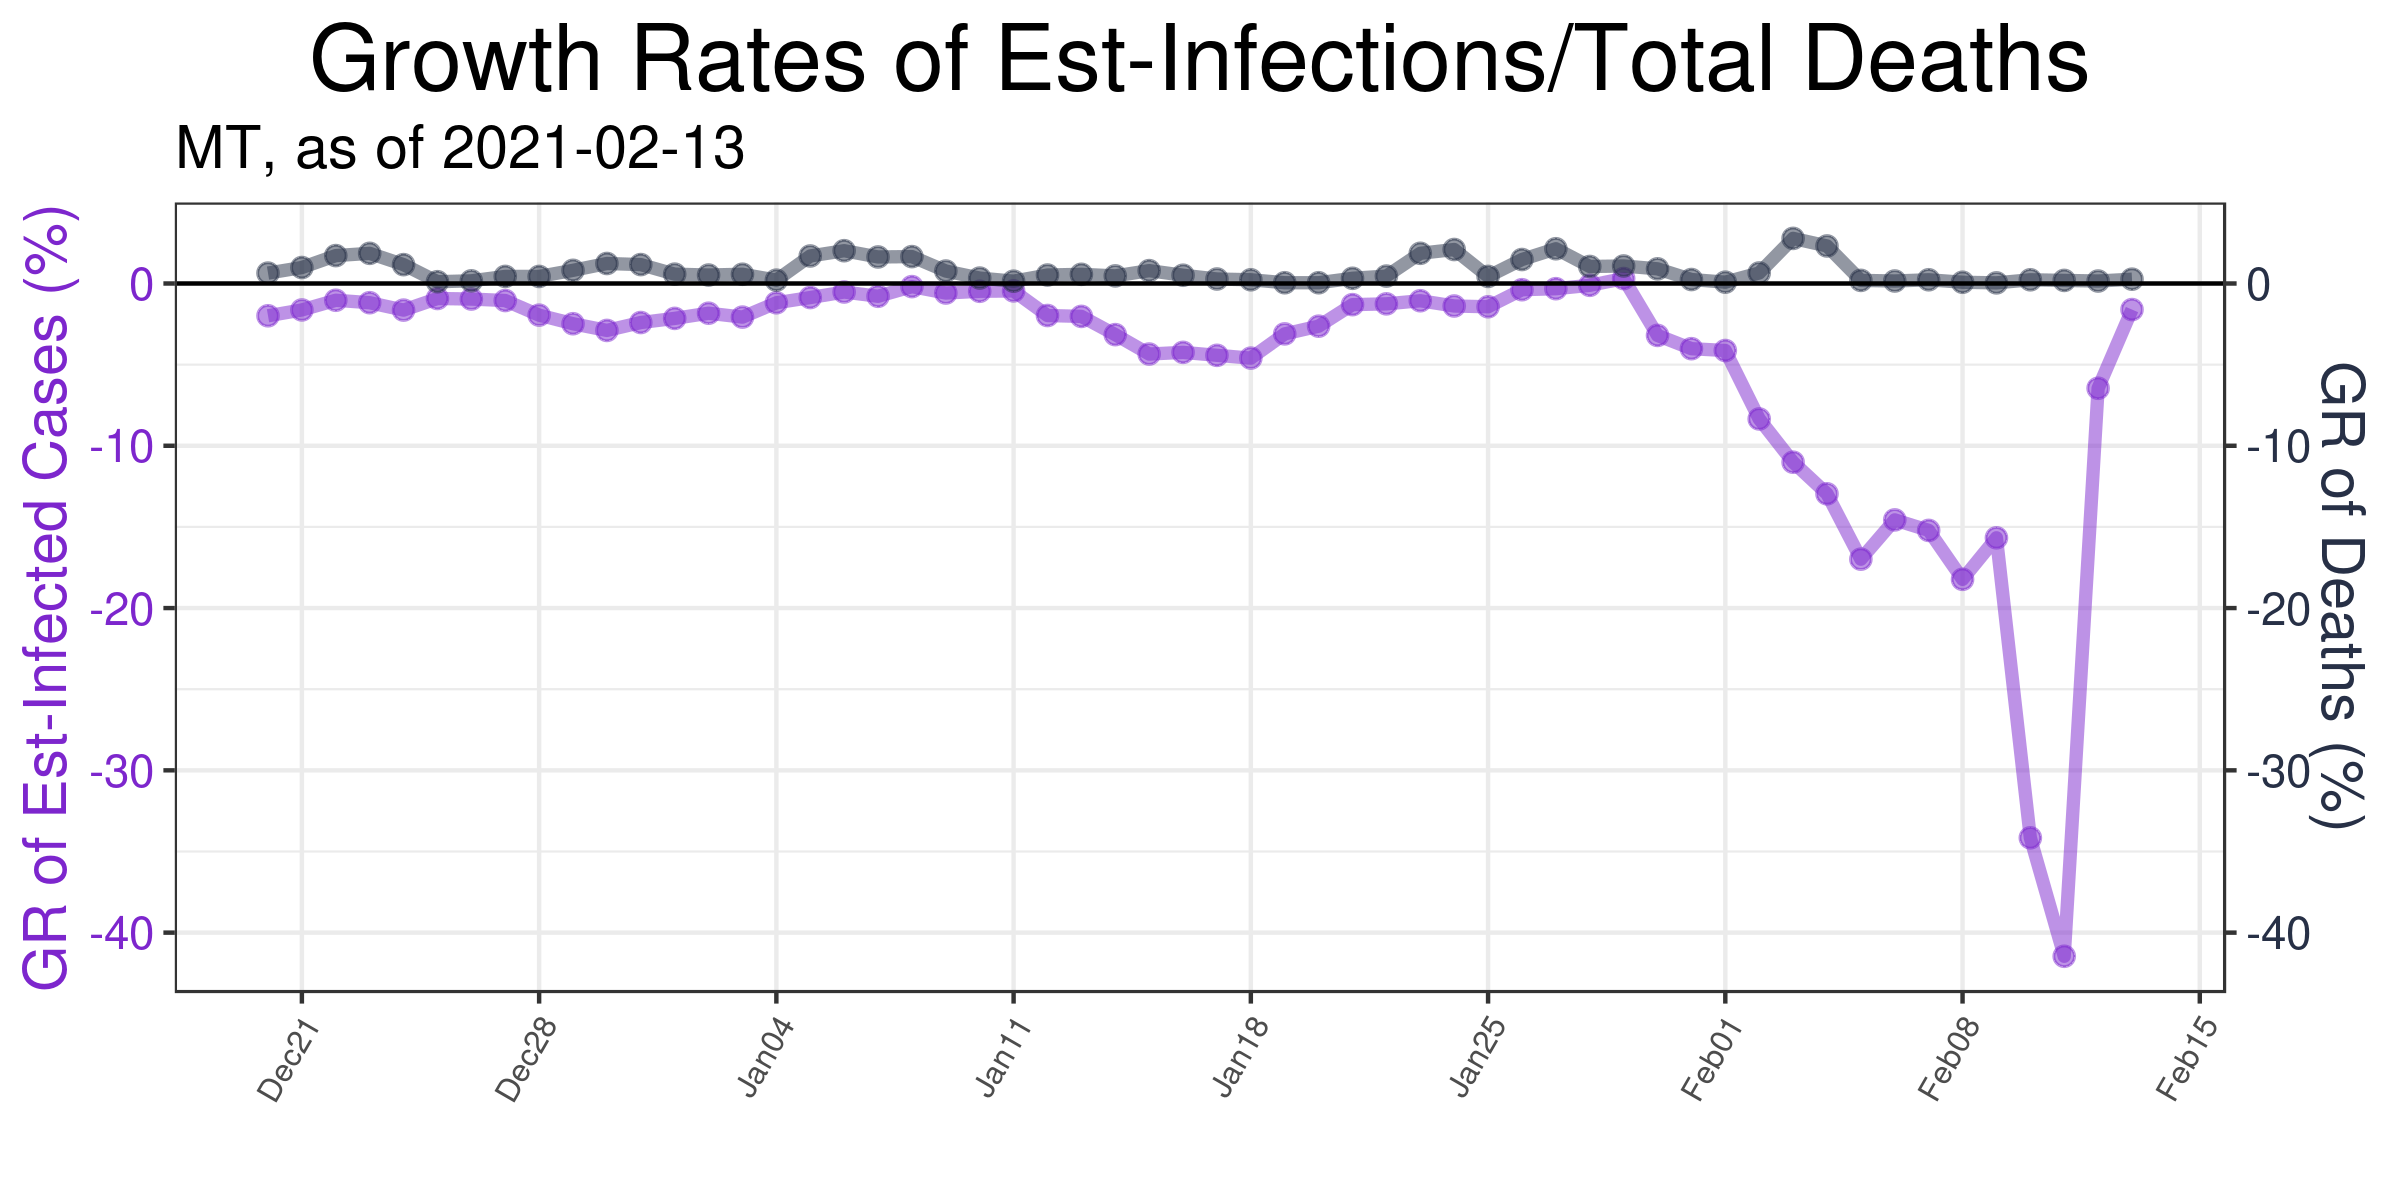 Growth Rates of Est-Infections/Total Deaths
MT, as of 2021-02-13
GR of Est-Infected Cases (%)
0
-10
-20
-30
-40
0
-10
-20
-30
-40
GR of Deaths (%)
Dec21
Dec28
Jan04
Jan11
Jan18
Jan25
Feb01
Feb08
Feb15